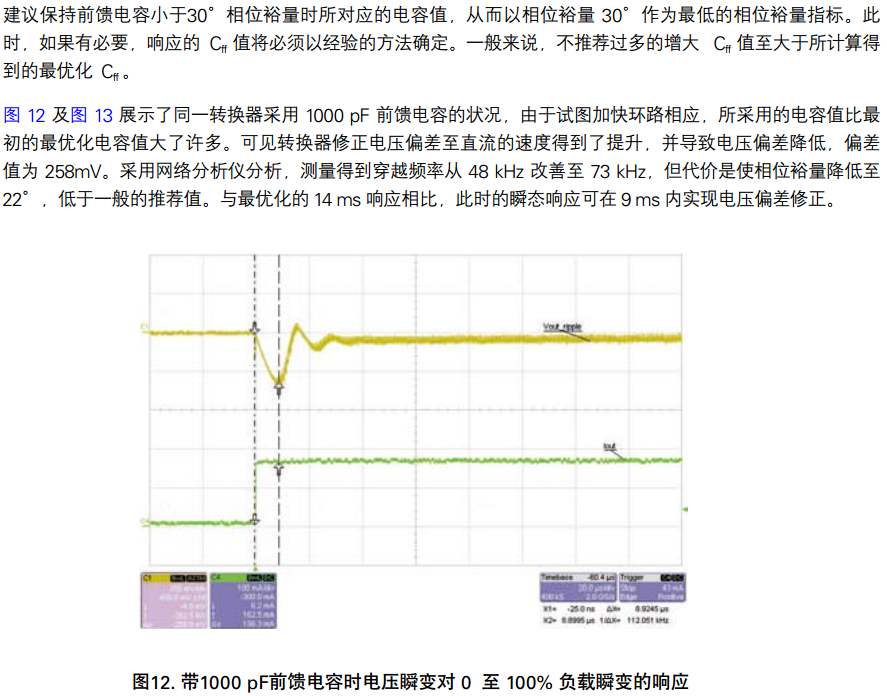 建议保持前馈电容小于30°相位裕量时所对应的电容值，从而以相位裕量 30°作为最低的相位裕量指标。此
时，如果有必要，响应的 Cff 值将必须以经验的方法确定。一般来说，不推荐过多的增大 Cff 值至大于所计算得
到的最优化 Cff。
图 12 及图 13 展示了同一转换器采用 1000 pF 前馈电容的状况，由于试图加快环路相应，所采用的电容值比最
初的最优化电容值大了许多。可见转换器修正电压偏差至直流的速度得到了提升，并导致电压偏差降低，偏差
值为 258mV。采用网络分析仪分析，测量得到穿越频率从 48 kHz 改善至 73 kHz，但代价是使相位裕量降低至
22°，低于一般的推荐值。与最优化的 14 ms 响应相比，此时的瞬态响应可在 9 ms 内实现电压偏差修正。
Vout_ripple
Iout
C1
C4
100 mA/div
-300.0 mA
6.2 mA
162.5 mA
156.3 mA
Timebase -60.4 µs
20.0 µs/div
400 kS 2.0 GS/s
Trigger
Stop 43 mA
Edge Positive
X1= -25.0 ns ΔX= 8.9245 µs
X2= 8.8995 µs 1/ΔX= 112.051 kHz
图12. 带1000 pF前馈电容时电压瞬变对 0 至 100% 负载瞬变的响应